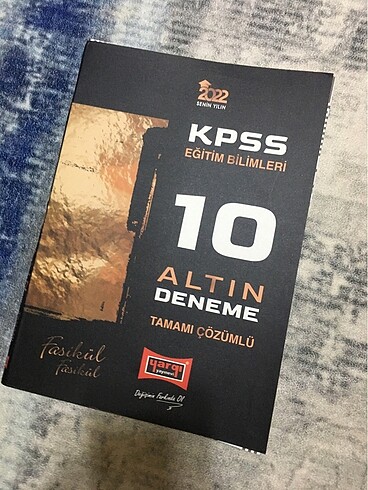 2022
SENİN YILIN
KPSS
EĞİTİM BİLİMLERİ
10
ALTIN
DENEME
TAMAMI ÇÖZÜMLÜ
Fasikül
Fasikül
yargı
yayınevi
Değişimin Farkında Ol